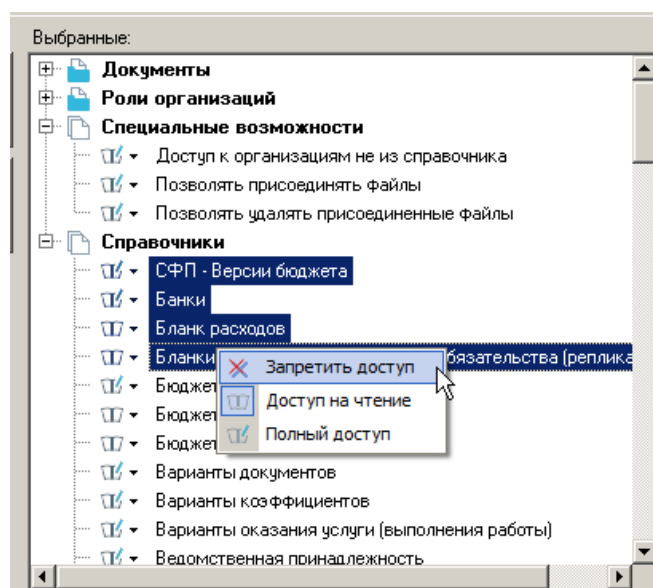 Выбранные:
Документы
Роли организаций
Специальные возможности
Доступ к организациям не из справочника
Позволять присоединять файлы
Позволять удалять присоединенные файлы
Справочники
СФП - Версии бюджета
Банки
Бланк расходов
Бланки бязательства (реплика
Запретить доступ
Бюджет
Доступ на чтение
Бюджет
Полный доступ
Бюджет
Варианты документов
Варианты коэффициентов
Варианты оказания услуги (выполнения работы)
Ведомственная принадлежность